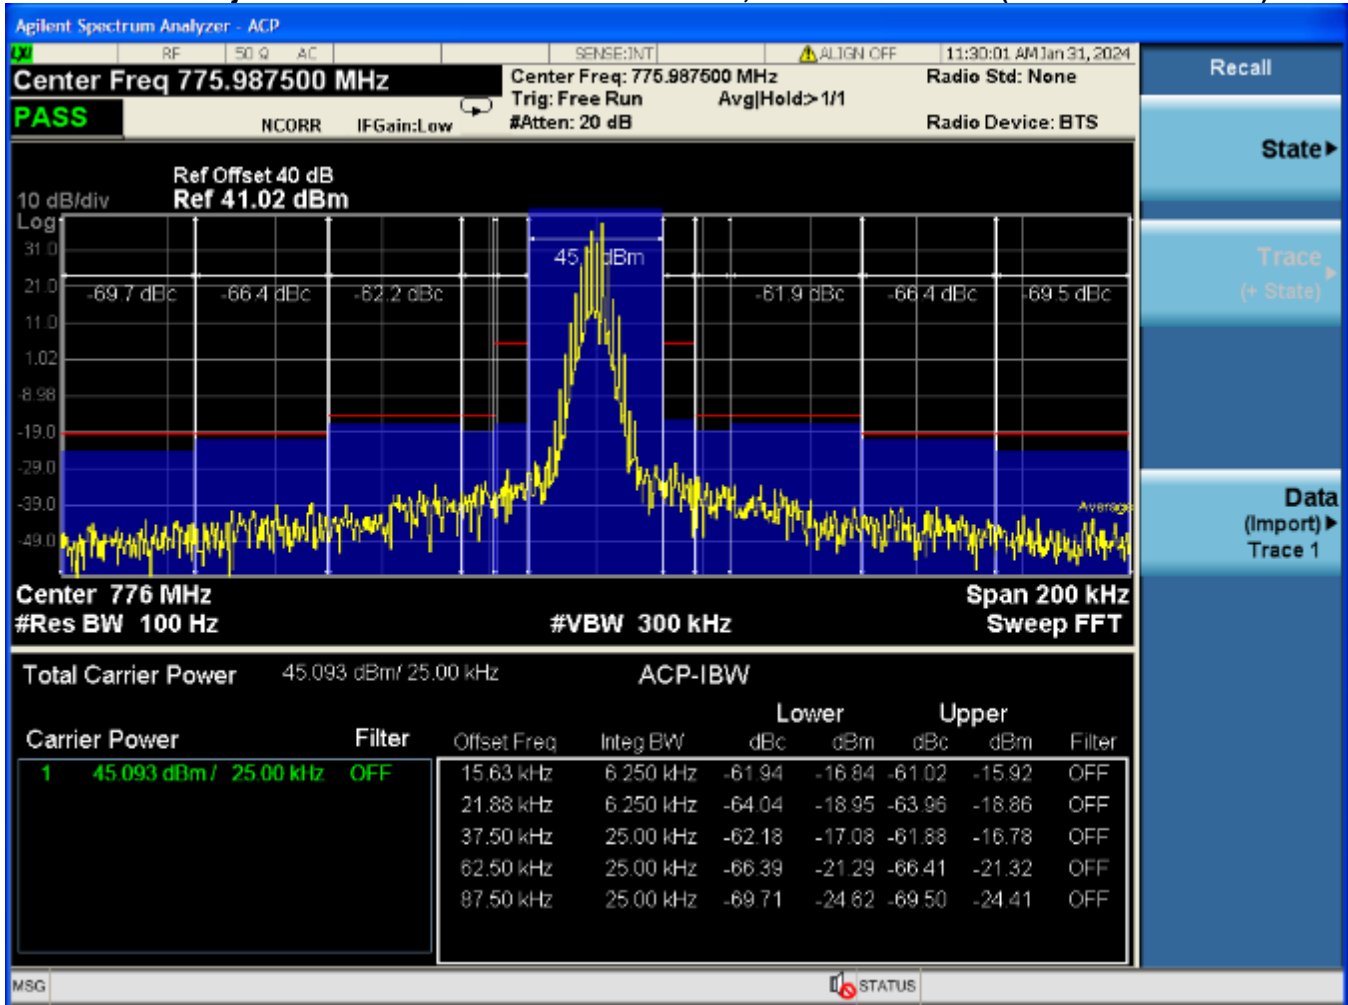 Agilent Spectrum Analyzer - ACP
LXI RF 50 Ω AC SENSE:INT ALIGN OFF 11:30:01 AM Jan 31, 2024
Center Freq 775.987500 MHz
Center Freq: 775.987500 MHz Radio Std: None
Trig: Free Run Avg|Hold:> 1/1
PASS NCORR IFGain:Low #Atten: 20 dB Radio Device: BTS
Recall
State
Trace
(+ State)
Data
(Import)
Trace 1
Ref Offset 40 dB
10 dB/div Ref 41.02 dBm
Log
31.0
45. dBm
21.0
-69.7 dBc -66.4 dBc -62.2 dBc -61.9 dBc -66.4 dBc -69.5 dBc
11.0
1.02
-8.98
-19.0
-29.0
-39.0
Average
-49.0
Center 776 MHz Span 200 kHz
#Res BW 100 Hz #VBW 300 kHz Sweep FFT
Total Carrier Power 45.093 dBm/ 25.00 kHz ACP-IBW
Lower Upper
Carrier Power Filter Offset Freq Integ BW dBc dBm dBc dBm Filter
1 45.093 dBm / 25.00 kHz OFF 15.63 kHz 6.250 kHz -61.94 -16.84 -61.02 -15.92 OFF
21.88 kHz 6.250 kHz -64.04 -18.95 -63.96 -18.86 OFF
37.50 kHz 25.00 kHz -62.18 -17.08 -61.88 -16.78 OFF
62.50 kHz 25.00 kHz -66.39 -21.29 -66.41 -21.32 OFF
87.50 kHz 25.00 kHz -69.71 -24.62 -69.50 -24.41 OFF
MSG STATUS